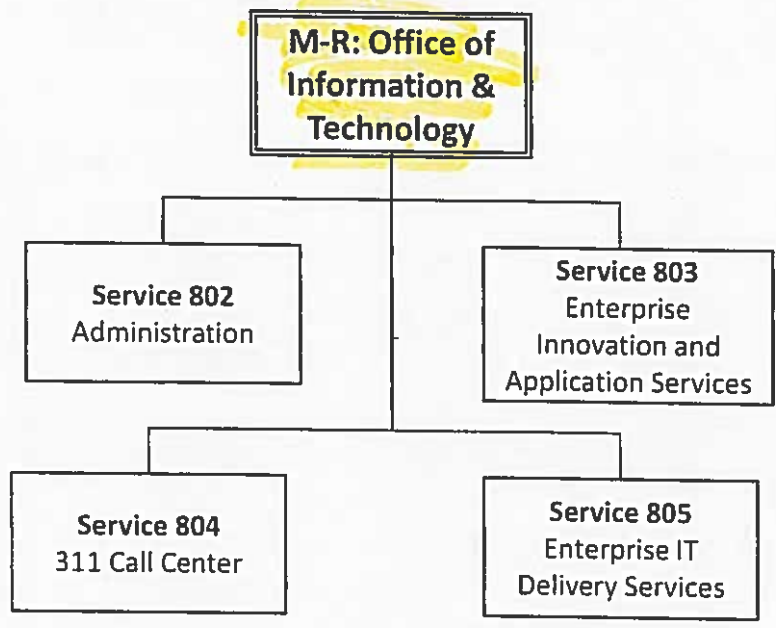 M-R: Office of
Information &
Technology
Service 802
Administration
Service 803
Enterprise
Innovation and
Application Services
Service 804
311 Call Center
Service 805
Enterprise IT
Delivery Services